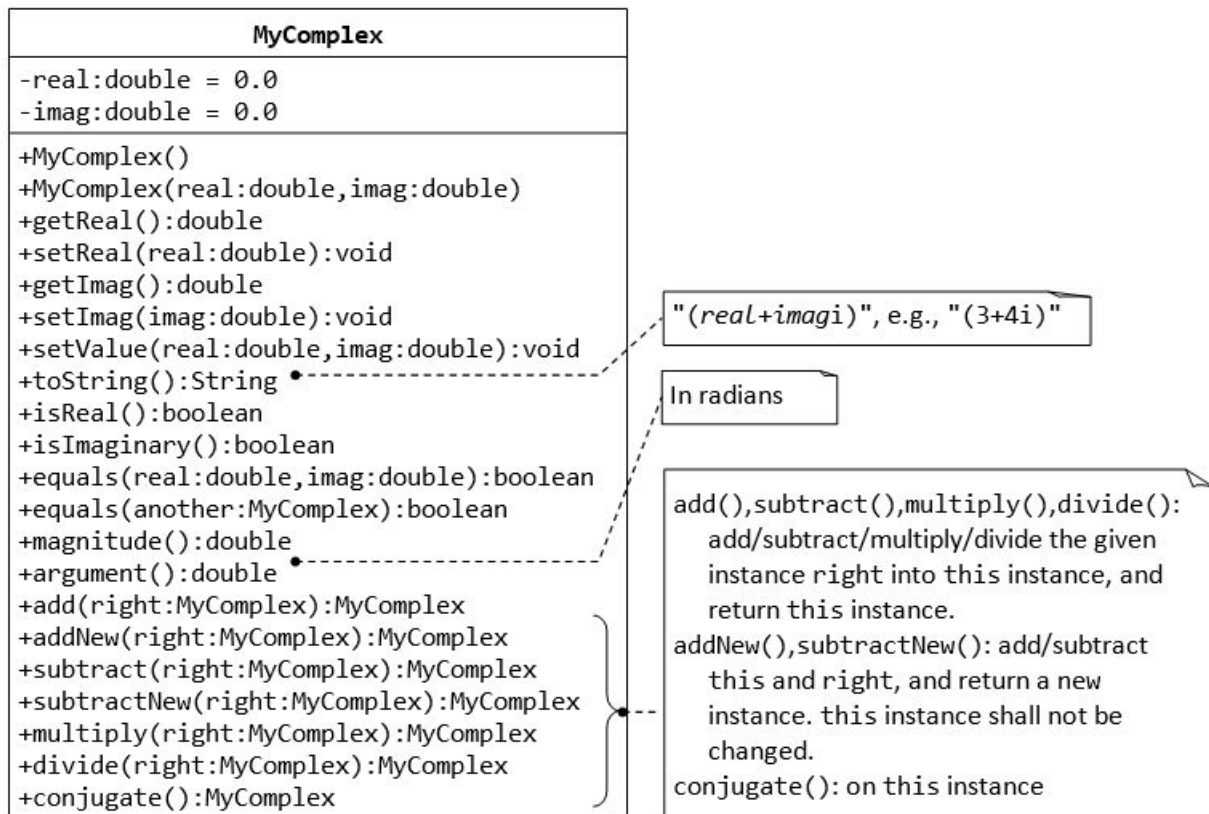 MyComplex
-real:double = 0.0
-imag:double = 0.0
+MyComplex()
+MyComplex(real:double,imag:double)
+getReal():double
+setReal(real:double):void
+getImag():double
+setImag(imag:double):void
+setValue(real:double,imag:double):void
+toString():String
+isReal():boolean
+isImaginary():boolean
+equals(real:double,imag:double):boolean
+equals(another:MyComplex):boolean
+magnitude():double
+argument():double
+add(right:MyComplex):MyComplex
+addNew(right:MyComplex):MyComplex
+subtract(right:MyComplex):MyComplex
+subtractNew(right:MyComplex):MyComplex
+multiply(right:MyComplex):MyComplex
+divide(right:MyComplex):MyComplex
+conjugate():MyComplex
"(real+imagi)", e.g., "(3+4i)"
In radians
add(),subtract(),multiply(),divide():
add/subtract/multiply/divide the given
instance right into this instance, and
return this instance.
addNew(),subtractNew(): add/subtract
this and right, and return a new
instance. this instance shall not be
changed.
conjugate(): on this instance